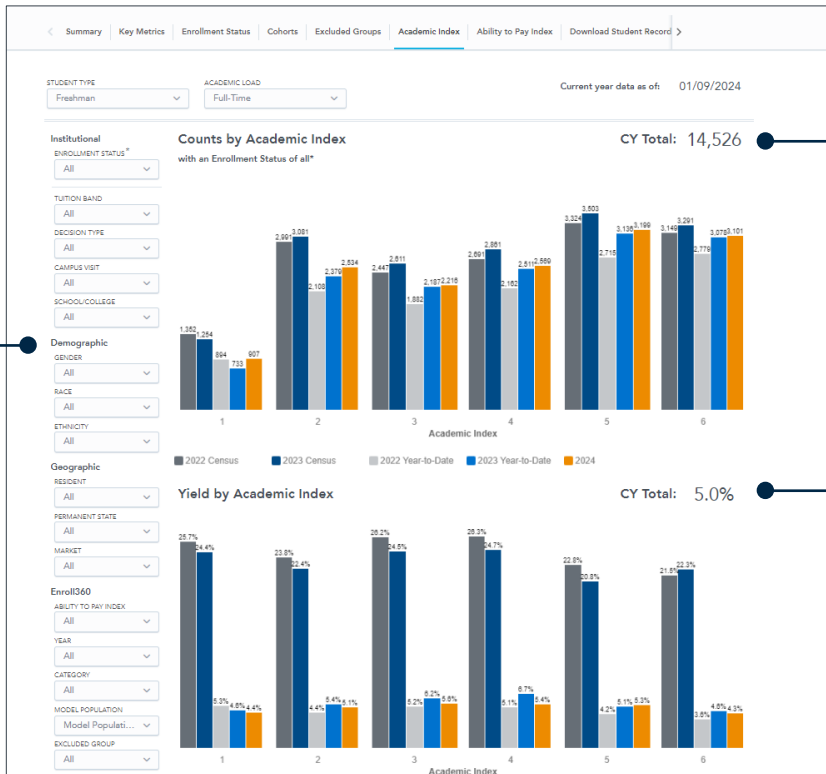 Summary Key Metrics Enrollment Status Cohorts Excluded Groups Academic Index Ability to Pay Index Download Student Record
STUDENT TYPE
Freshman
ACADEMIC LOAD
Full-Time
Current year data as of: 01/09/2024
Institutional
ENROLLMENT STATUS*
All
TUITION BAND
All
DECISION TYPE
All
CAMPUS VISIT
All
SCHOOL/COLLEGE
All
Demographic
GENDER
All
RACE
All
ETHNICITY
All
Geographic
RESIDENT
All
PERMANENT STATE
All
MARKET
All
Enroll360
ABILITY TO PAY INDEX
All
YEAR
All
CATEGORY
All
MODEL POPULATION
Model Populati...
EXCLUDED GROUP
All
Counts by Academic Index
CY Total: 14,526
with an Enrollment Status of all*
1,352 1,254 894 733 907
2,991 3,081 2,108 2,379 2,534
2,447 2,611 1,882 2,187 2,216
2,691 2,861 2,162 2,511 2,569
3,324 3,503 2,715 3,136 3,199
3,149 3,291 2,779 3,078 3,101
1 2 3 4 5 6
Academic Index
2022 Census 2023 Census 2022 Year-to-Date 2023 Year-to-Date 2024
Yield by Academic Index
CY Total: 5.0%
25.7% 24.4% 5.3% 4.6% 4.4%
23.8% 22.4% 4.4% 5.4% 5.1%
26.2% 24.5% 5.2% 6.2% 5.6%
26.3% 24.7% 5.1% 6.7% 5.4%
22.8% 20.8% 4.2% 5.1% 5.3%
21.5% 22.3% 3.6% 4.6% 4.3%
1 2 3 4 5 6
Academic Index